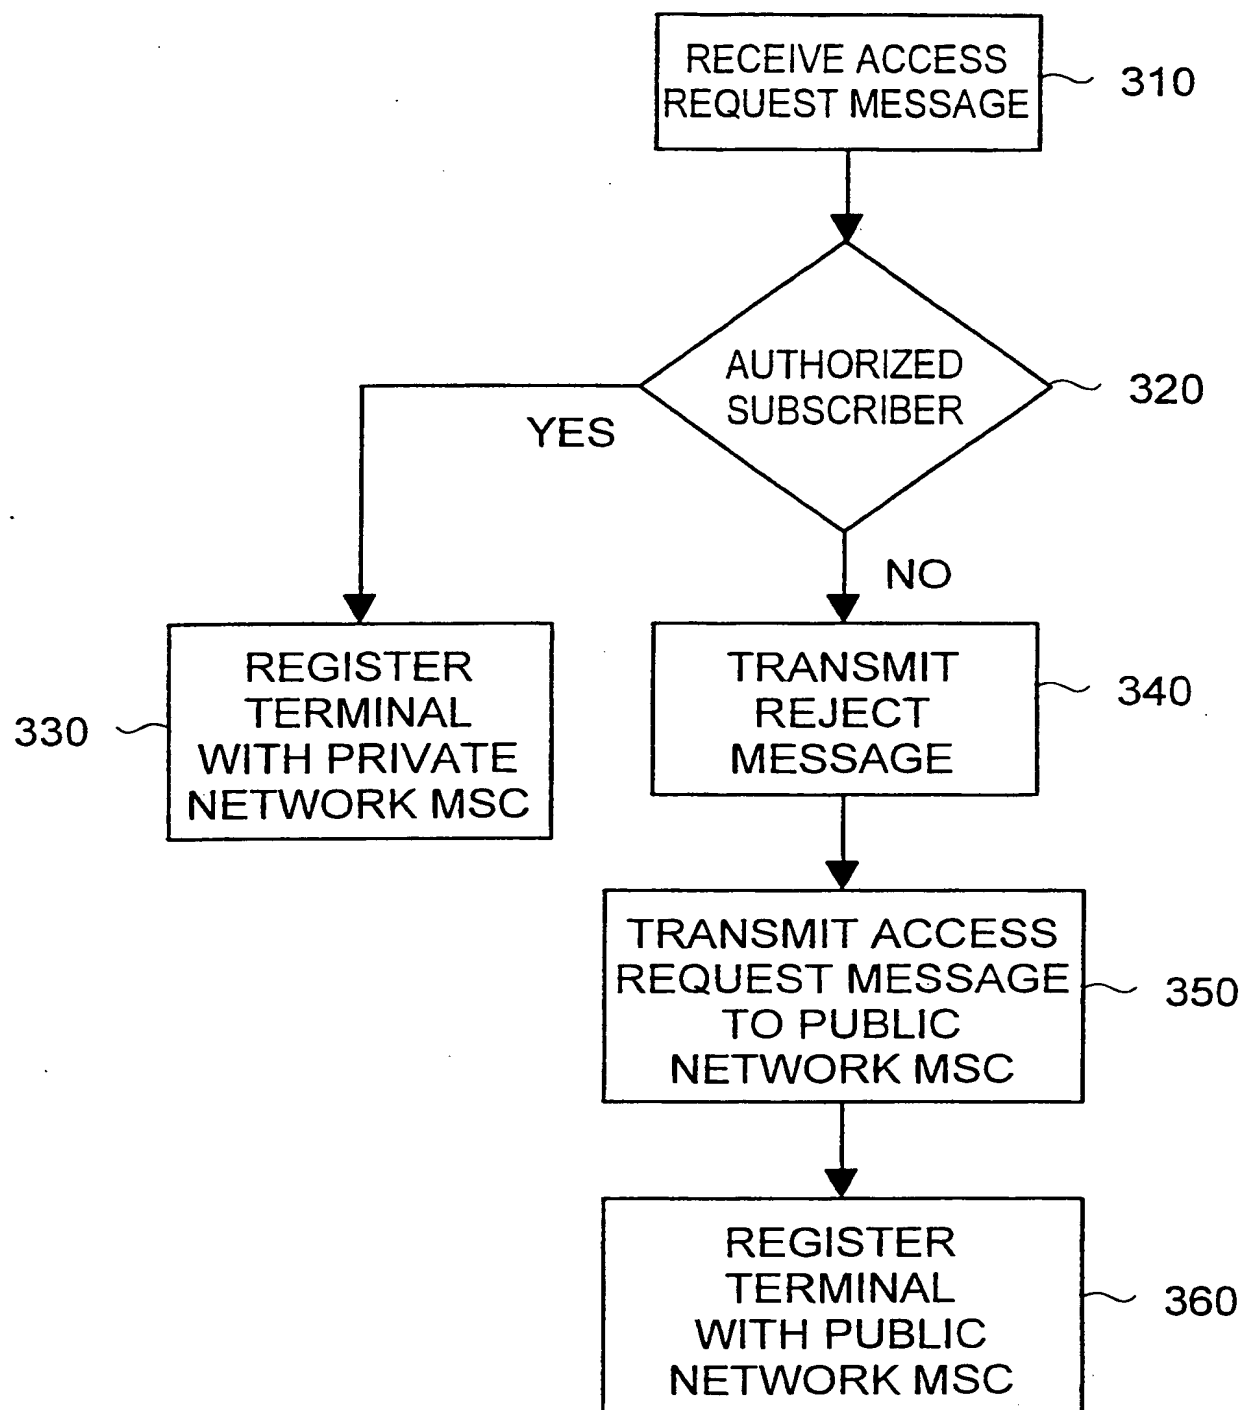 RECEIVE ACCESS
REQUEST MESSAGE
310
AUTHORIZED
SUBSCRIBER
320
YES
NO
REGISTER
TERMINAL
WITH PRIVATE
NETWORK MSC
330
TRANSMIT
REJECT
MESSAGE
340
TRANSMIT ACCESS
REQUEST MESSAGE
TO PUBLIC
NETWORK MSC
350
REGISTER
TERMINAL
WITH PUBLIC
NETWORK MSC
360